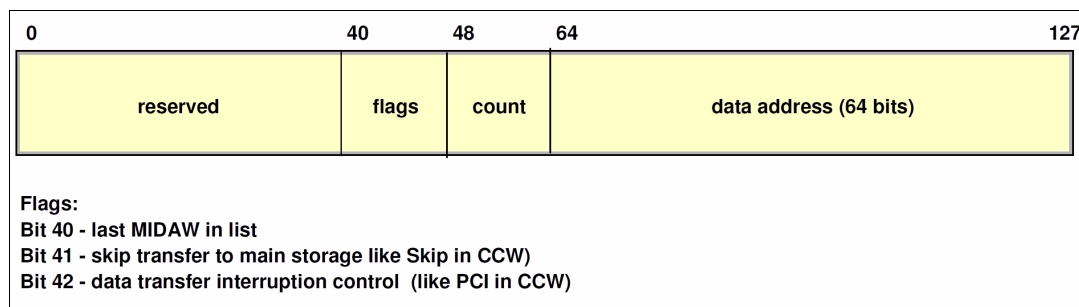 0 40 48 64 127
reserved flags count data address (64 bits)
Flags:
Bit 40 - last MIDAW in list
Bit 41 - skip transfer to main storage like Skip in CCW)
Bit 42 - data transfer interruption control  (like PCI in CCW)